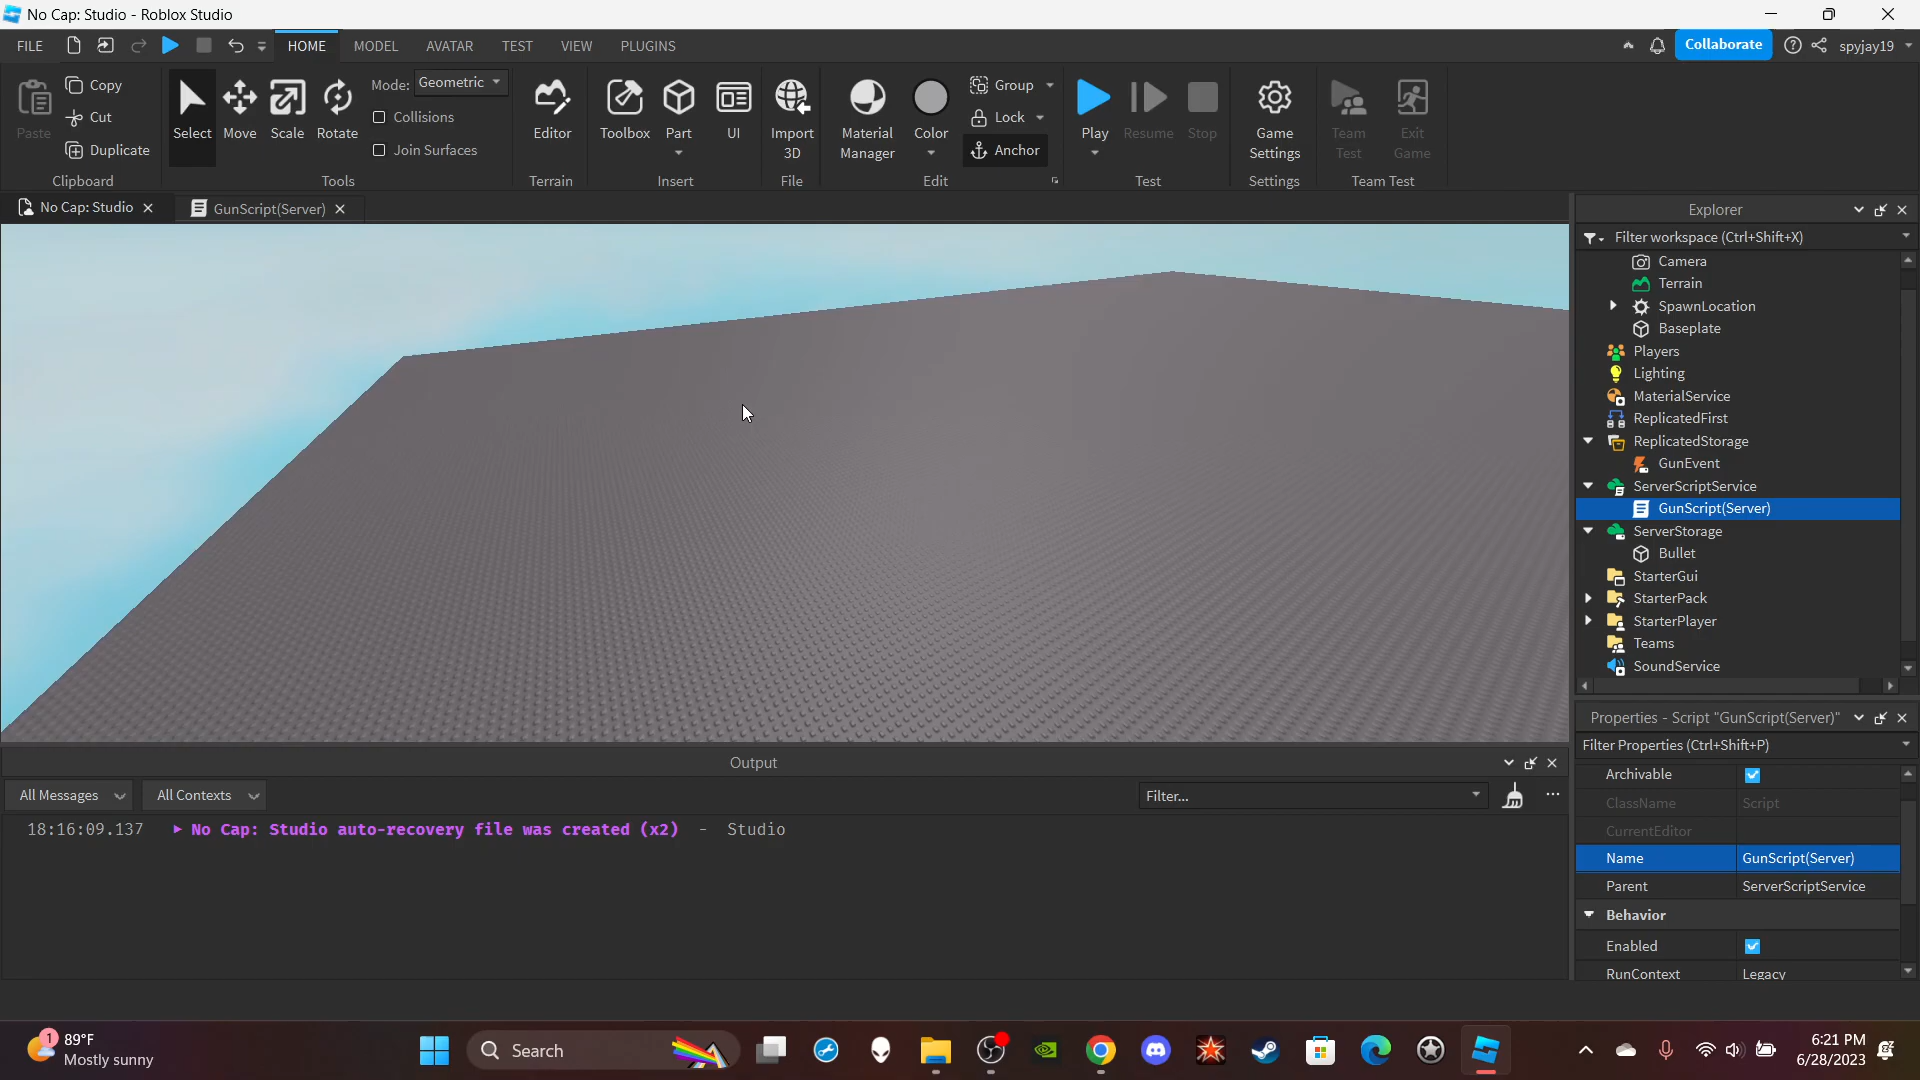 No Cap: Studio - Roblox Studio
FILE
HOME
MODEL
AVATAR
TEST
VIEW
PLUGINS
Collaborate
spyjay19
Paste
Copy
Cut
Duplicate
Clipboard
Select
Move
Scale
Rotate
Mode: Geometric
Collisions
Join Surfaces
Tools
Editor
Terrain
Toolbox
Part
UI
Insert
Import
3D
File
Material
Manager
Color
Group
Lock
Anchor
Edit
Play
Resume
Stop
Test
Game
Settings
Settings
Team
Test
Exit
Game
Team Test
No Cap: Studio
GunScript(Server)
Explorer
Filter workspace (Ctrl+Shift+X)
Camera
Terrain
SpawnLocation
Baseplate
Players
Lighting
MaterialService
ReplicatedFirst
ReplicatedStorage
GunEvent
ServerScriptService
GunScript(Server)
ServerStorage
Bullet
StarterGui
StarterPack
StarterPlayer
Teams
SoundService
Properties - Script "GunScript(Server)"
Filter Properties (Ctrl+Shift+P)
Archivable
ClassName Script
CurrentEditor
Name GunScript(Server)
Parent ServerScriptService
Behavior
Enabled
RunContext Legacy
Output
All Messages
All Contexts
Filter...
18:16:09.137 No Cap: Studio auto-recovery file was created (x2) - Studio
1
89°F
Mostly sunny
Search
6:21 PM
6/28/2023